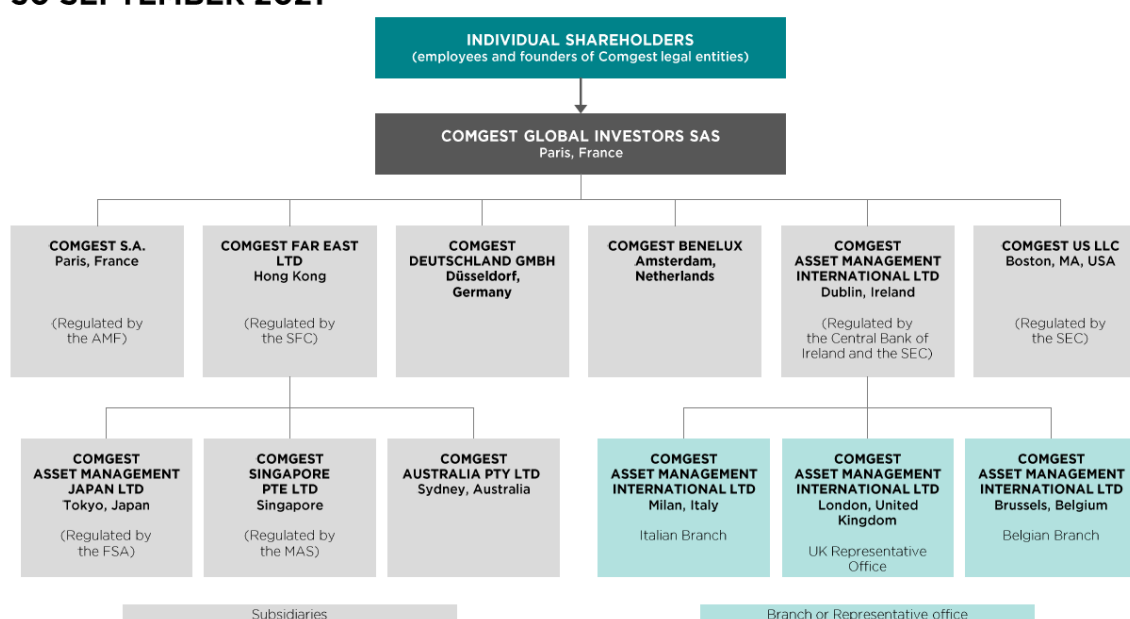 30 SEPTEMBER 2021
INDIVIDUAL SHAREHOLDERS
(employees and founders of Comgest legal entities)
COMGEST GLOBAL INVESTORS SAS
Paris, France
COMGEST S.A.
Paris, France
(Regulated by
the AMF)
COMGEST FAR EAST
LTD
Hong Kong
(Regulated by
the SFC)
COMGEST
DEUTSCHLAND GMBH
Düsseldorf,
Germany
COMGEST BENELUX
Amsterdam,
Netherlands
COMGEST
ASSET MANAGEMENT
INTERNATIONAL LTD
Dublin, Ireland
(Regulated by
the Central Bank of
Ireland and the SEC)
COMGEST US LLC
Boston, MA, USA
(Regulated by
the SEC)
COMGEST
ASSET MANAGEMENT
JAPAN LTD
Tokyo, Japan
(Regulated by
the FSA)
COMGEST
SINGAPORE
PTE LTD
Singapore
(Regulated by
the MAS)
COMGEST
AUSTRALIA PTY LTD
Sydney, Australia
COMGEST
ASSET MANAGEMENT
INTERNATIONAL LTD
Milan, Italy
Italian Branch
COMGEST
ASSET MANAGEMENT
INTERNATIONAL LTD
London, United
Kingdom
UK Representative
Office
COMGEST
ASSET MANAGEMENT
INTERNATIONAL LTD
Brussels, Belgium
Belgian Branch
Subsidiaries
Branch or Representative office